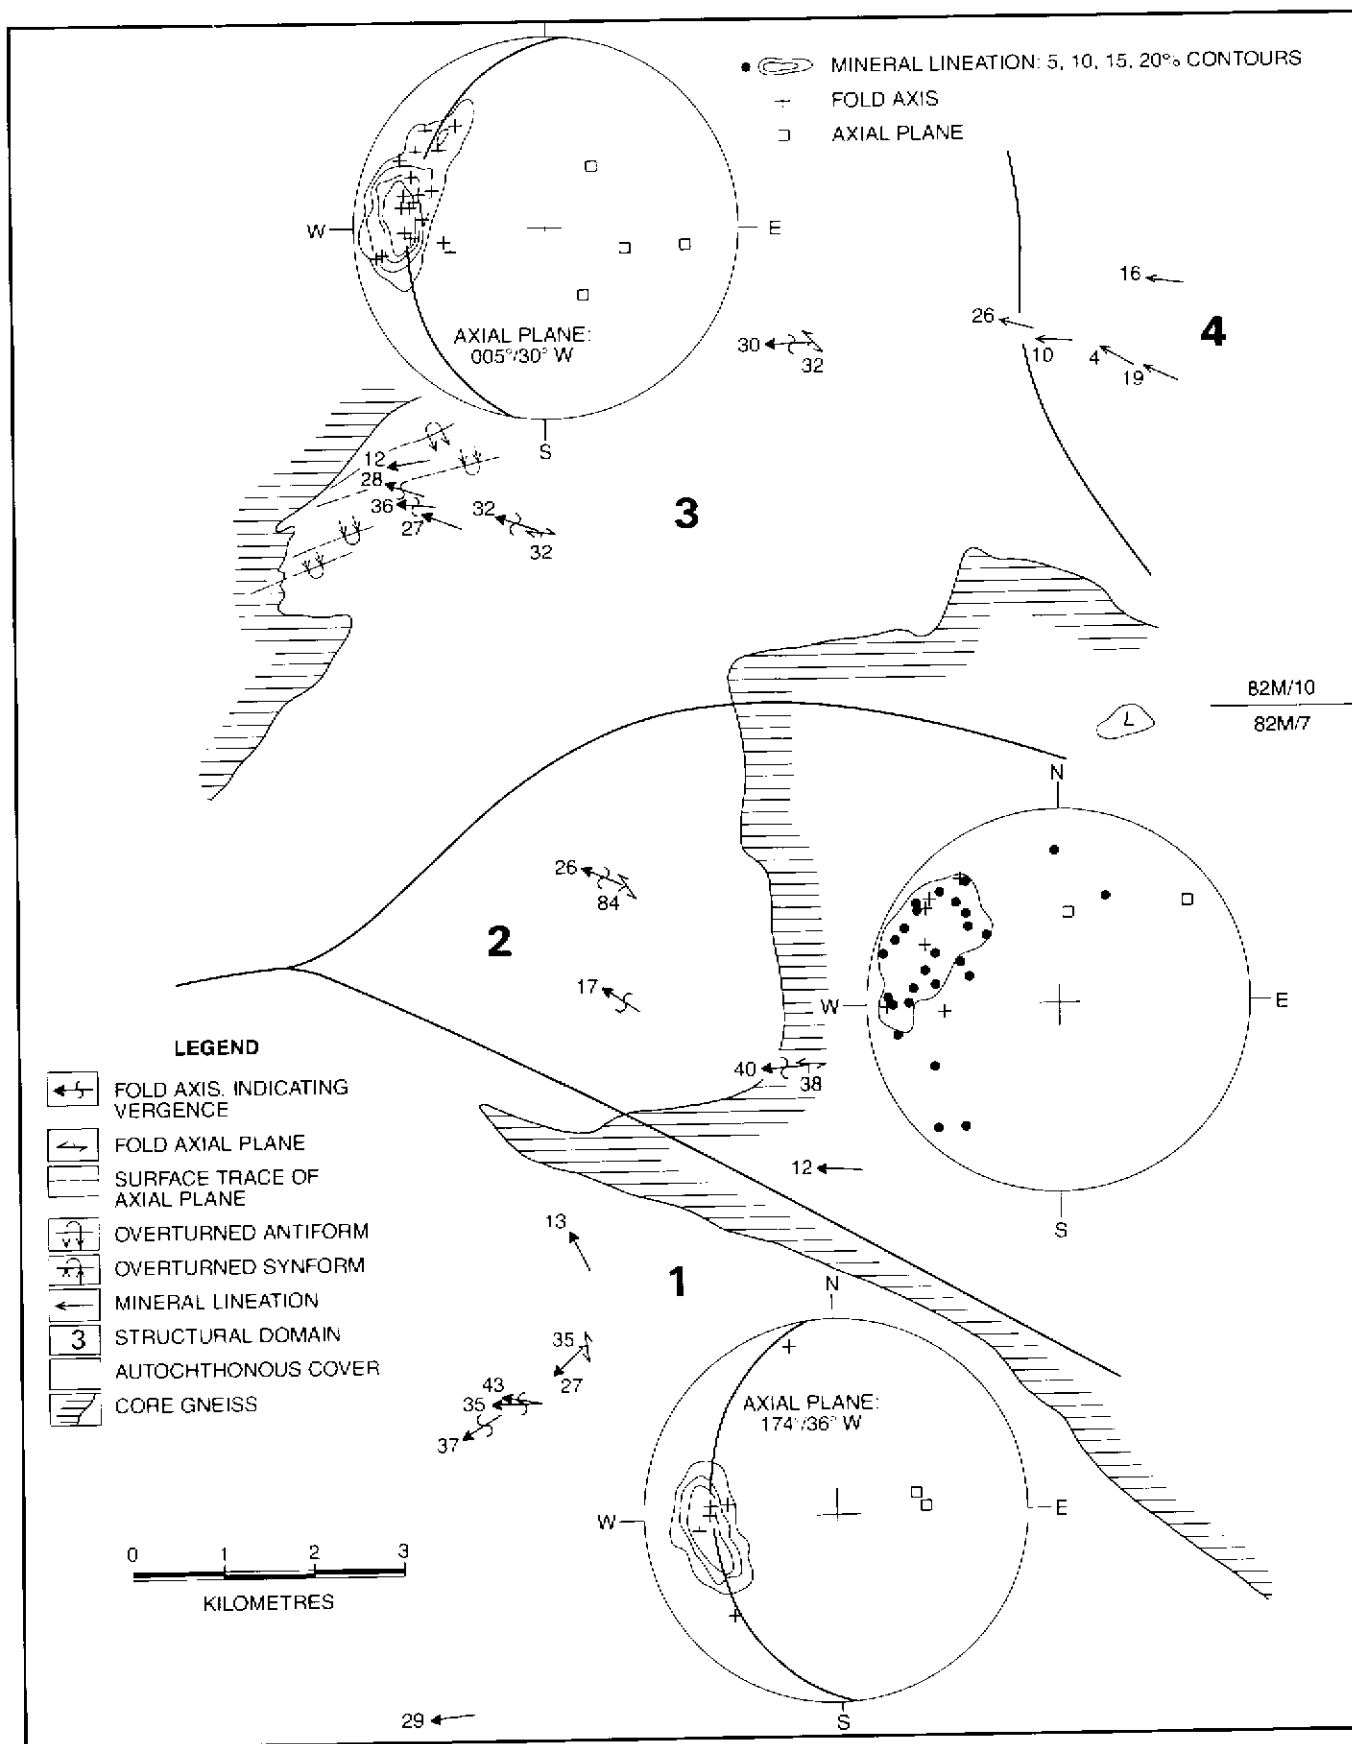 MINERAL LINEATION: 5, 10, 15, 20% CONTOURS
FOLD AXIS
AXIAL PLANE
W
E
S
AXIAL PLANE:
005°/30° W
30
32
16
26
10
4
19
4
12
28
36
27
32
32
3
82M/10
82M/7
L
N
W
E
S
26
84
2
17
40
38
12
LEGEND
FOLD AXIS. INDICATING
VERGENCE
FOLD AXIAL PLANE
SURFACE TRACE OF
AXIAL PLANE
OVERTURNED ANTIFORM
OVERTURNED SYNFORM
MINERAL LINEATION
3 STRUCTURAL DOMAIN
AUTOCHTHONOUS COVER
CORE GNEISS
13
1
35
27
43
35
37
N
W
E
S
AXIAL PLANE:
174°/36° W
0 1 2 3
KILOMETRES
29